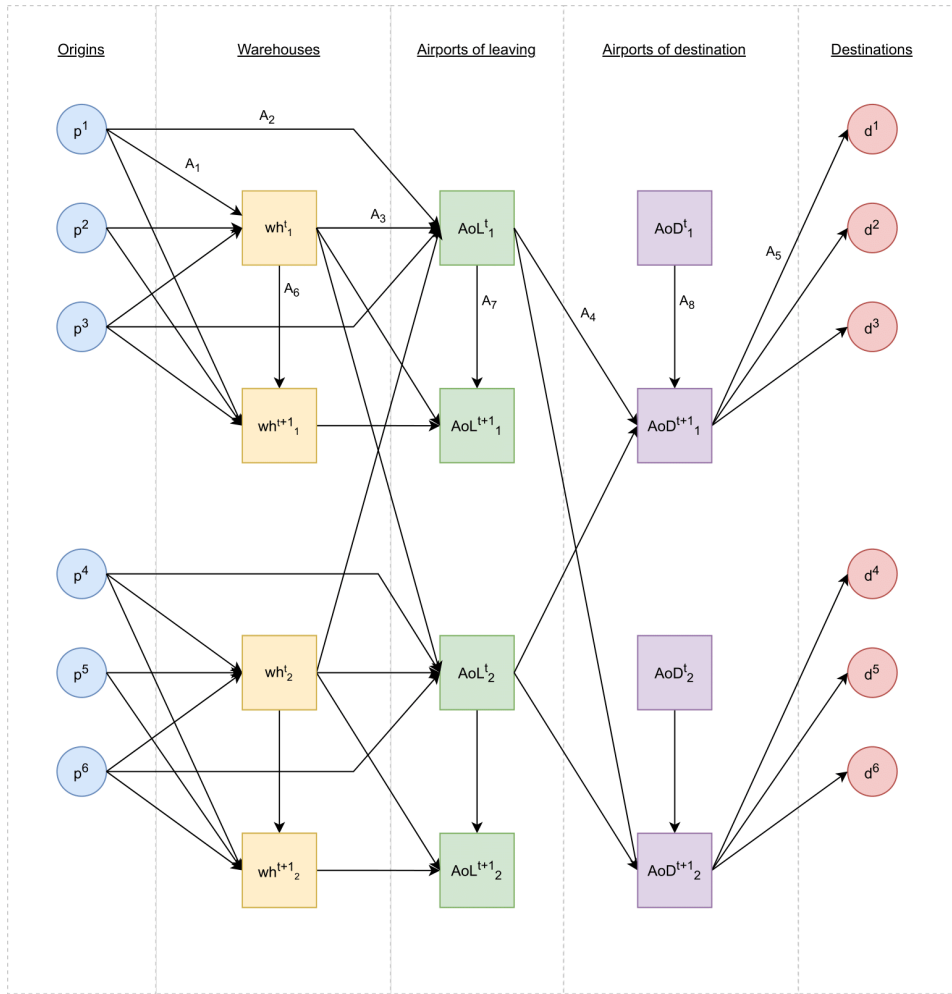 Origins
Warehouses
Airports of leaving
Airports of destination
Destinations
p¹
A₂
d¹
A₁
p²
whᵗ₁
A₃
AoLᵗ₁
AoDᵗ₁
d²
A₅
A₆
A₇
A₄
A₈
p³
d³
whᵗ⁺¹₁
AoLᵗ⁺¹₁
AoDᵗ⁺¹₁
p⁴
d⁴
p⁵
whᵗ₂
AoLᵗ₂
AoDᵗ₂
d⁵
p⁶
d⁶
whᵗ⁺¹₂
AoLᵗ⁺¹₂
AoDᵗ⁺¹₂